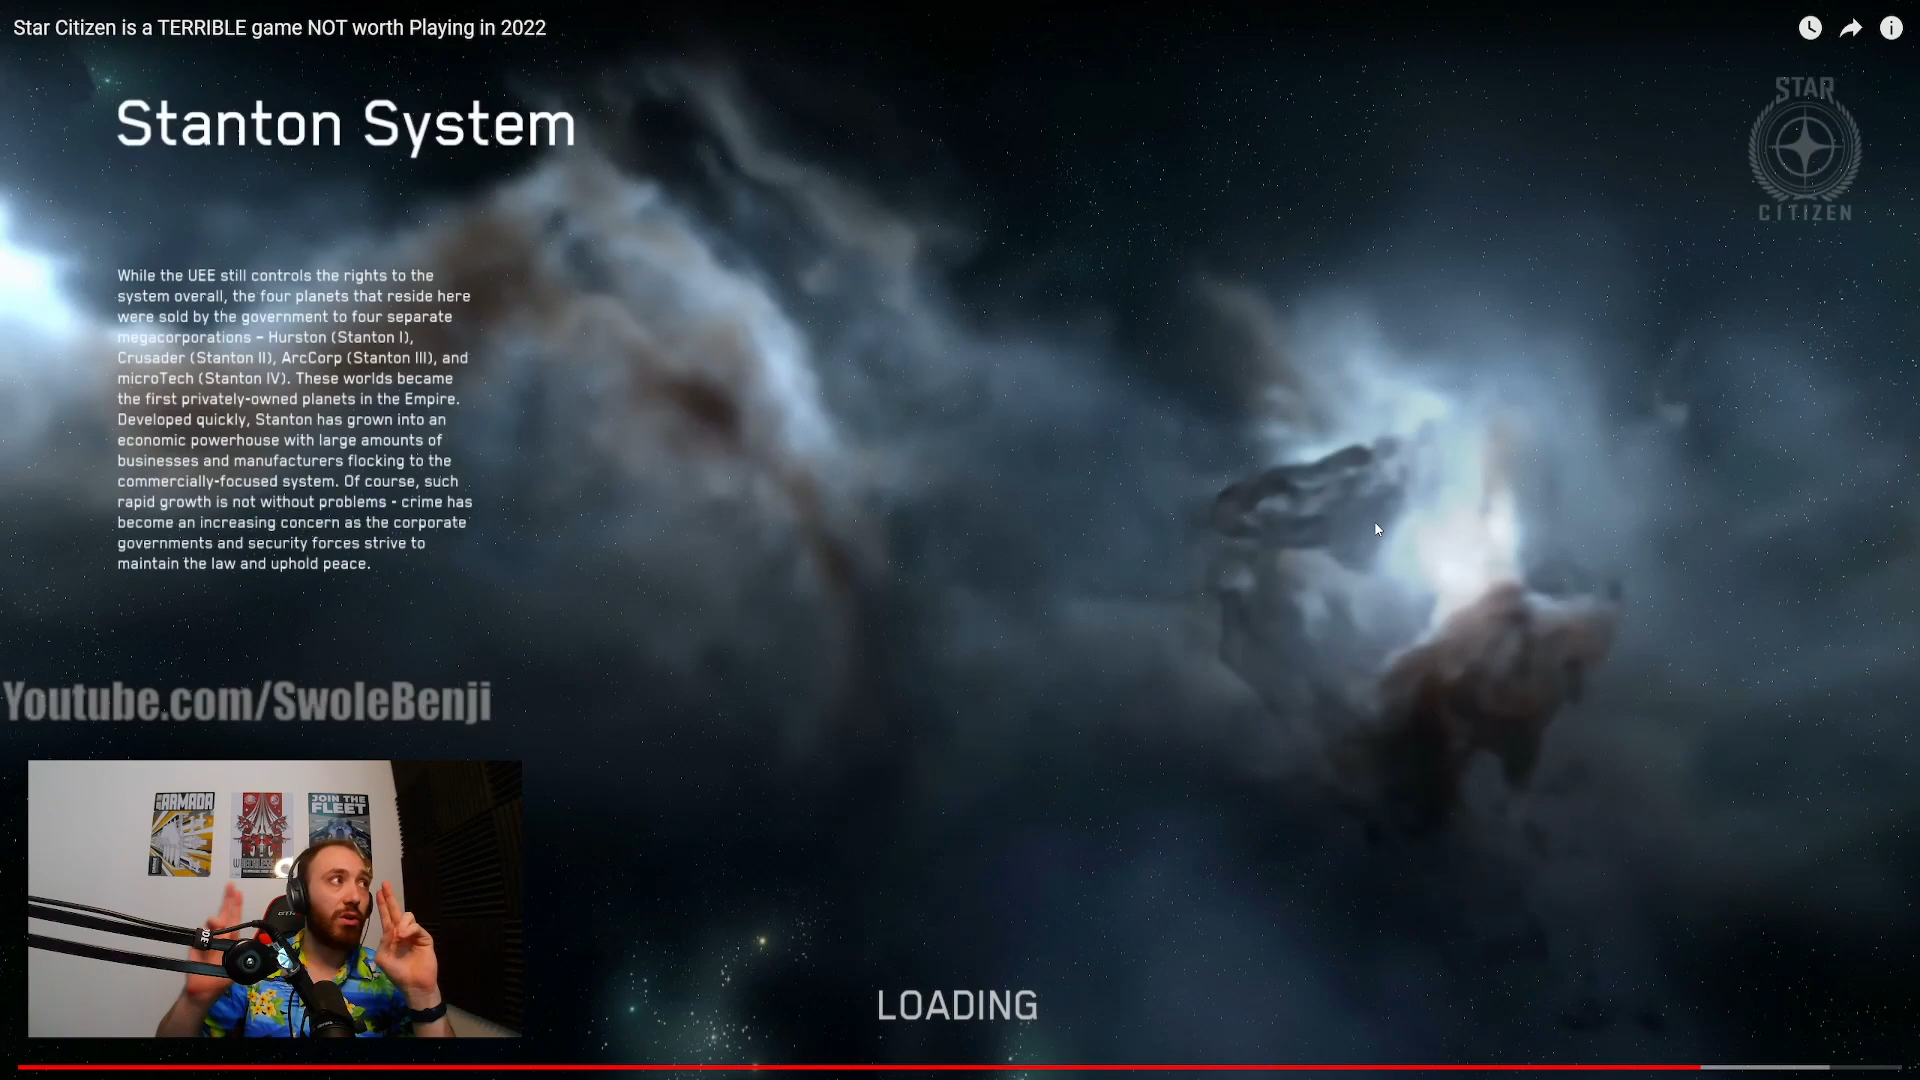 Star Citizen is a TERRIBLE game NOT worth Playing in 2022
STAR
CITIZEN
Stanton System
While the UEE still controls the rights to the
system overall, the four planets that reside here
were sold by the government to four separate
megacorporations – Hurston (Stanton I),
Crusader (Stanton II), ArcCorp (Stanton III), and
microTech (Stanton IV). These worlds became
the first privately-owned planets in the Empire.
Developed quickly, Stanton has grown into an
economic powerhouse with large amounts of
businesses and manufacturers flocking to the
commercially-focused system. Of course, such
rapid growth is not without problems - crime has
become an increasing concern as the corporate
governments and security forces strive to
maintain the law and uphold peace.
Youtube.com/SwoleBenji
ARMADA
JOIN THE
FLEET
LOADING